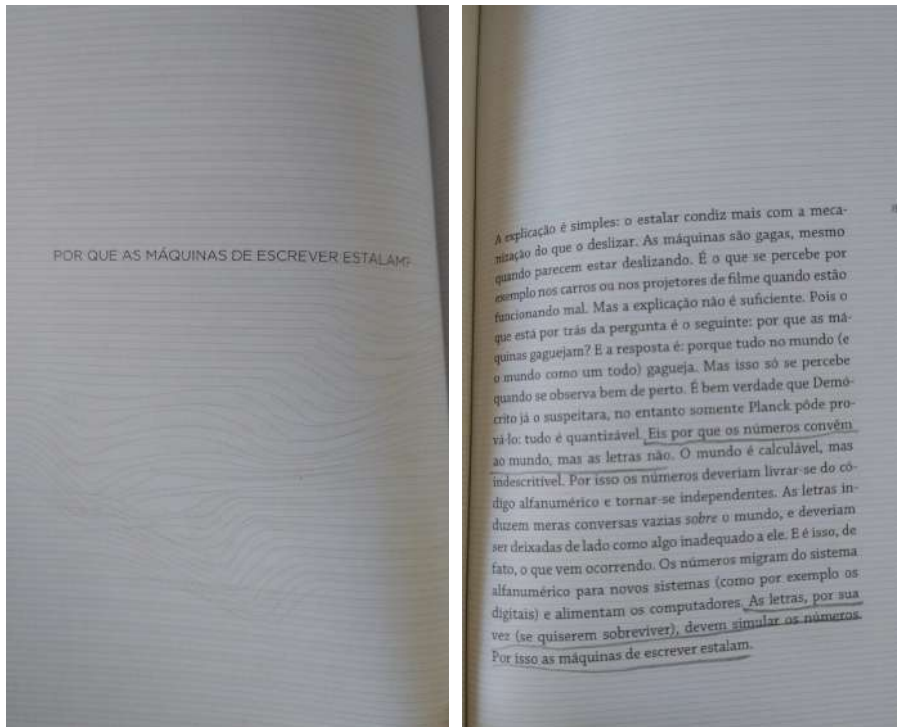 POR QUE AS MÁQUINAS DE ESCREVER ESTALAM?
A explicação é simples: o estalar condiz mais com a meca-
nização do que o deslizar. As máquinas são gagas, mesmo
quando parecem estar deslizando. É o que se percebe por
exemplo nos carros ou nos projetores de filme quando estão
funcionando mal. Mas a explicação não é suficiente. Pois o
que está por trás da pergunta é o seguinte: por que as má-
quinas gaguejam? E a resposta é: porque tudo no mundo (e
o mundo como um todo) gagueja. Mas isso só se percebe
quando se observa bem de perto. É bem verdade que Demó-
crito já o suspeitara, no entanto somente Planck pôde pro-
vá-lo: tudo é quantizável. Eis por que os números convêm
ao mundo, mas as letras não. O mundo é calculável, mas
indescritível. Por isso os números deveriam livrar-se do có-
digo alfanumérico e tornar-se independentes. As letras in-
duzem meras conversas vazias sobre o mundo, e deveriam
ser deixadas de lado como algo inadequado a ele. E é isso, de
fato, o que vem ocorrendo. Os números migram do sistema
alfanumérico para novos sistemas (como por exemplo os
digitais) e alimentam os computadores. As letras, por sua
vez (se quiserem sobreviver), devem simular os números.
Por isso as máquinas de escrever estalam.